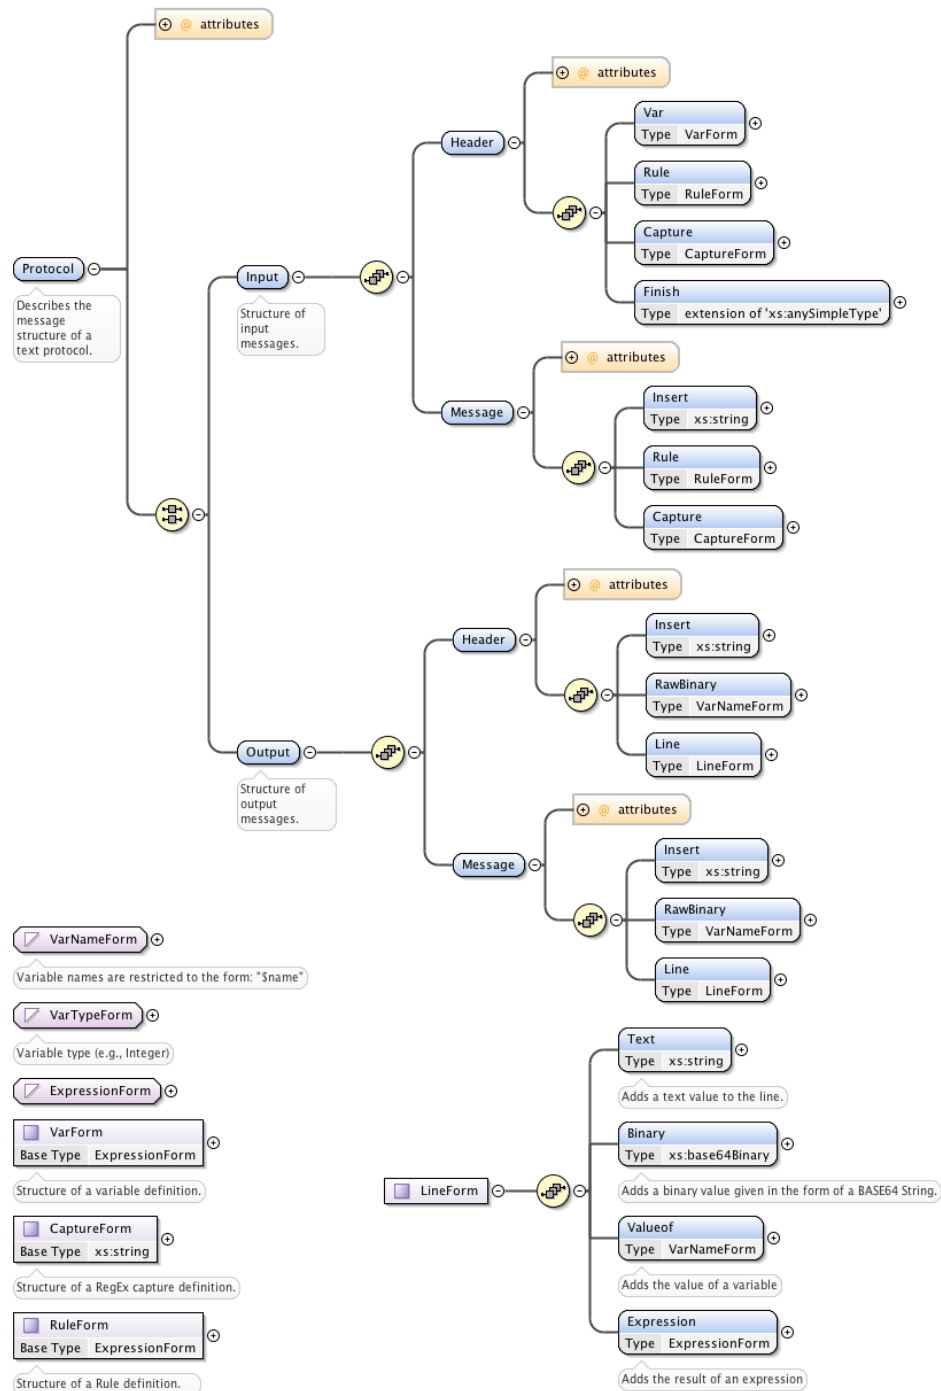 @ attributes
@ attributes
Header
Var
Type VarForm
Rule
Type RuleForm
Capture
Type CaptureForm
Finish
Type extension of 'xs:anySimpleType'
Protocol
Describes the
message
structure of a
text protocol.
Input
Structure of
input
messages.
@ attributes
Message
Insert
Type xs:string
Rule
Type RuleForm
Capture
Type CaptureForm
@ attributes
Header
Insert
Type xs:string
RawBinary
Type VarNameForm
Line
Type LineForm
Output
Structure of
output
messages.
@ attributes
Message
Insert
Type xs:string
RawBinary
Type VarNameForm
Line
Type LineForm
VarNameForm
Variable names are restricted to the form: "$name"
VarTypeForm
Variable type (e.g., Integer)
ExpressionForm
VarForm
Base Type ExpressionForm
Structure of a variable definition.
CaptureForm
Base Type xs:string
Structure of a RegEx capture definition.
RuleForm
Base Type ExpressionForm
Structure of a Rule definition.
LineForm
Text
Type xs:string
Adds a text value to the line.
Binary
Type xs:base64Binary
Adds a binary value given in the form of a BASE64 String.
Valueof
Type VarNameForm
Adds the value of a variable
Expression
Type ExpressionForm
Adds the result of an expression